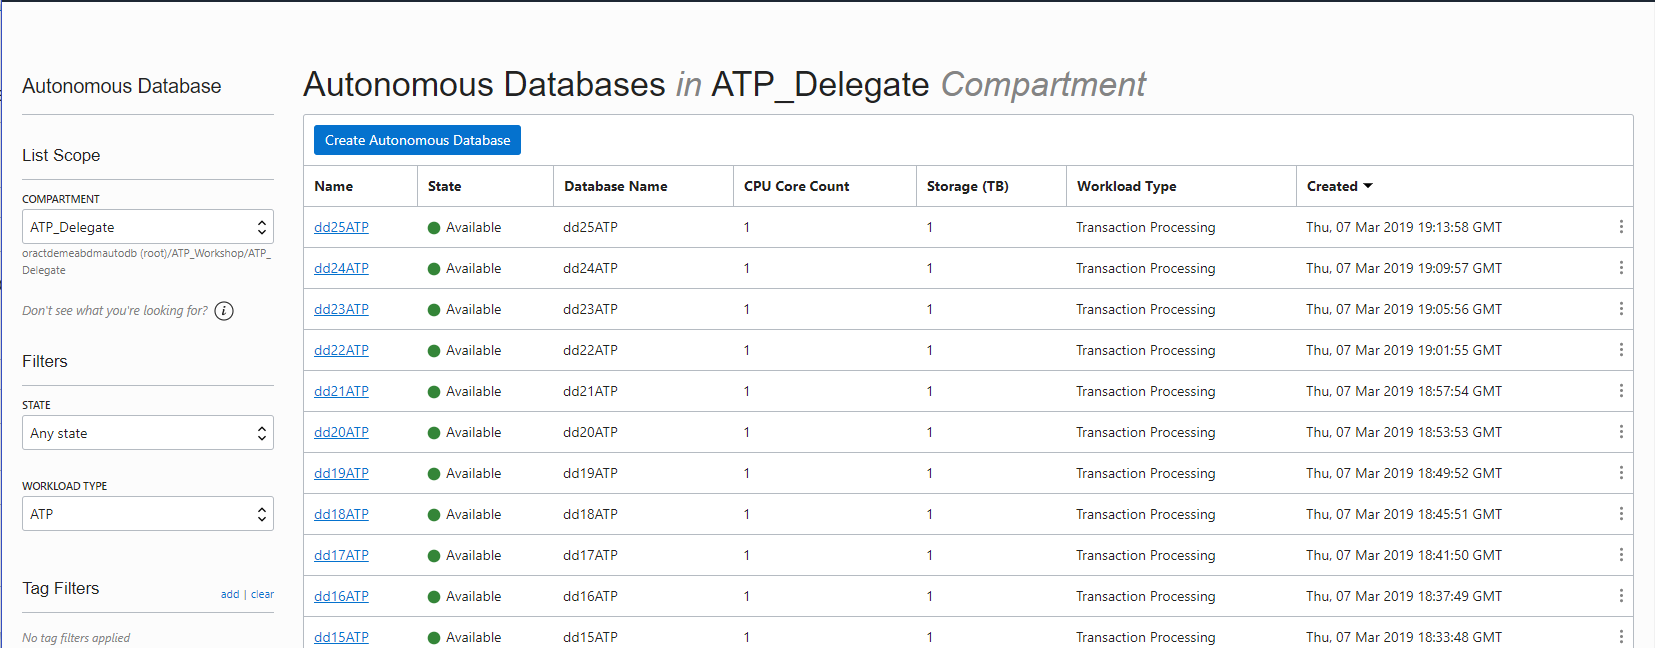 Autonomous Database
List Scope
COMPARTMENT
ATP_Delegate
oractdemeabdmautodb (root)/ATP_Workshop/ATP_
Delegate
Don't see what you're looking for? i
Filters
STATE
Any state
WORKLOAD TYPE
ATP
Tag Filters add | clear
No tag filters applied
Autonomous Databases in ATP_Delegate Compartment
Create Autonomous Database
Name State Database Name CPU Core Count Storage (TB) Workload Type Created
dd25ATP Available dd25ATP 1 1 Transaction Processing Thu, 07 Mar 2019 19:13:58 GMT
dd24ATP Available dd24ATP 1 1 Transaction Processing Thu, 07 Mar 2019 19:09:57 GMT
dd23ATP Available dd23ATP 1 1 Transaction Processing Thu, 07 Mar 2019 19:05:56 GMT
dd22ATP Available dd22ATP 1 1 Transaction Processing Thu, 07 Mar 2019 19:01:55 GMT
dd21ATP Available dd21ATP 1 1 Transaction Processing Thu, 07 Mar 2019 18:57:54 GMT
dd20ATP Available dd20ATP 1 1 Transaction Processing Thu, 07 Mar 2019 18:53:53 GMT
dd19ATP Available dd19ATP 1 1 Transaction Processing Thu, 07 Mar 2019 18:49:52 GMT
dd18ATP Available dd18ATP 1 1 Transaction Processing Thu, 07 Mar 2019 18:45:51 GMT
dd17ATP Available dd17ATP 1 1 Transaction Processing Thu, 07 Mar 2019 18:41:50 GMT
dd16ATP Available dd16ATP 1 1 Transaction Processing Thu, 07 Mar 2019 18:37:49 GMT
dd15ATP Available dd15ATP 1 1 Transaction Processing Thu, 07 Mar 2019 18:33:48 GMT